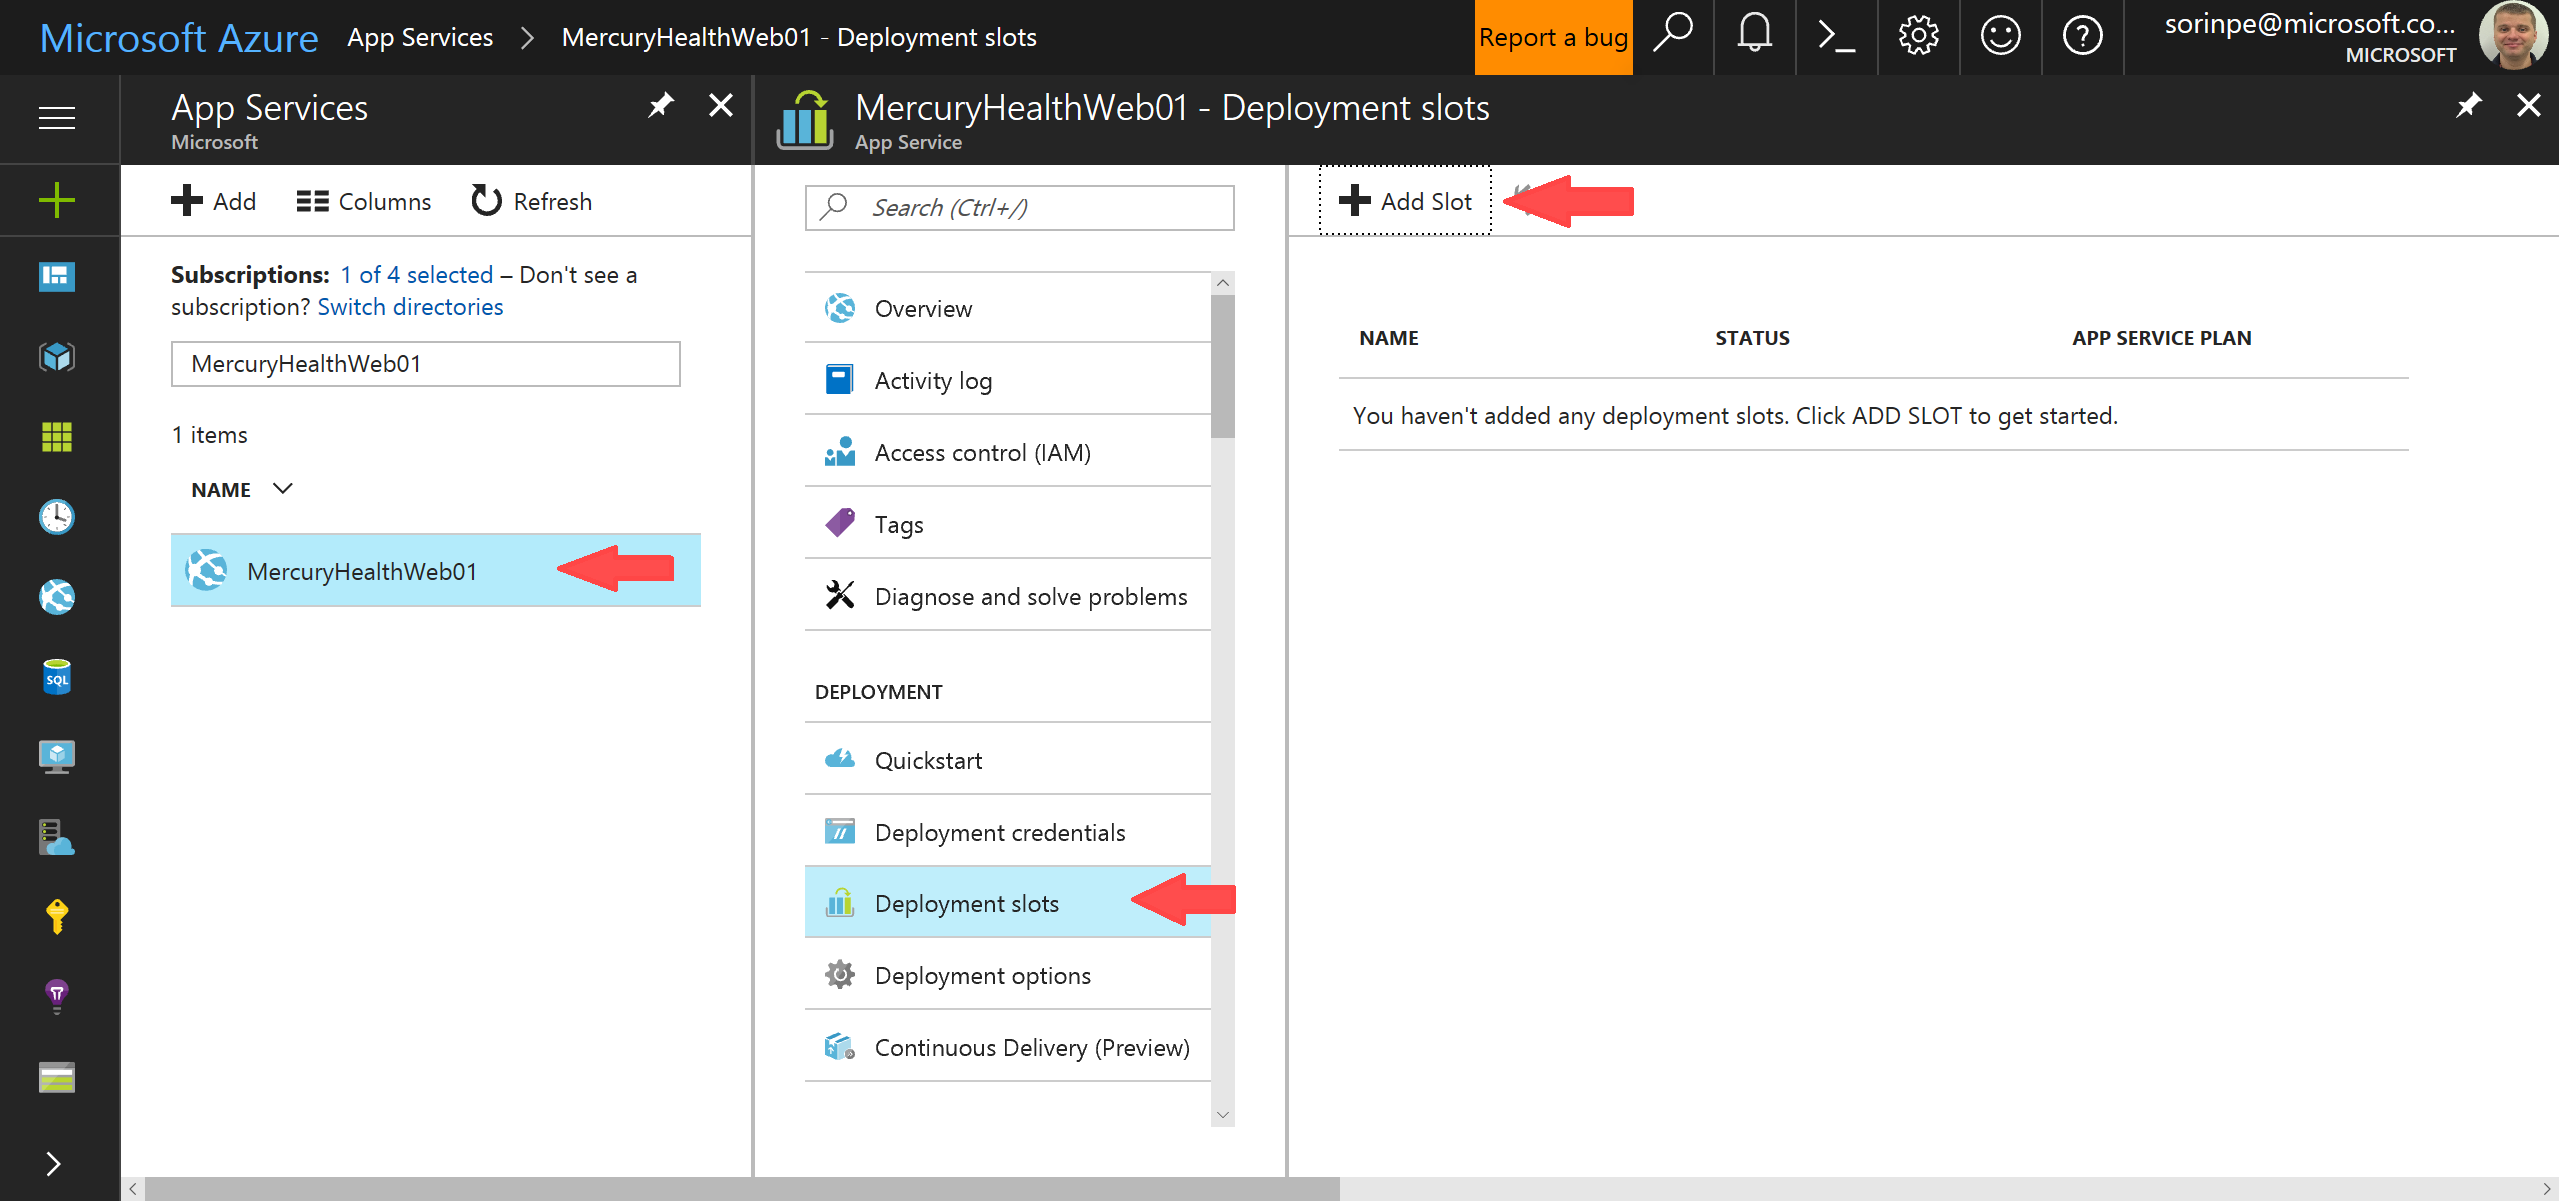 Microsoft Azure App Services > MercuryHealthWeb01 - Deployment slots
Report a bug
sorinpe@microsoft.co...
MICROSOFT
App Services
Microsoft
MercuryHealthWeb01 - Deployment slots
App Service
Add Columns Refresh
Subscriptions: 1 of 4 selected – Don't see a
subscription? Switch directories
MercuryHealthWeb01
1 items
NAME
MercuryHealthWeb01
Search (Ctrl+/)
Overview
Activity log
Access control (IAM)
Tags
Diagnose and solve problems
DEPLOYMENT
Quickstart
Deployment credentials
Deployment slots
Deployment options
Continuous Delivery (Preview)
Add Slot
NAME STATUS APP SERVICE PLAN
You haven't added any deployment slots. Click ADD SLOT to get started.
SQL